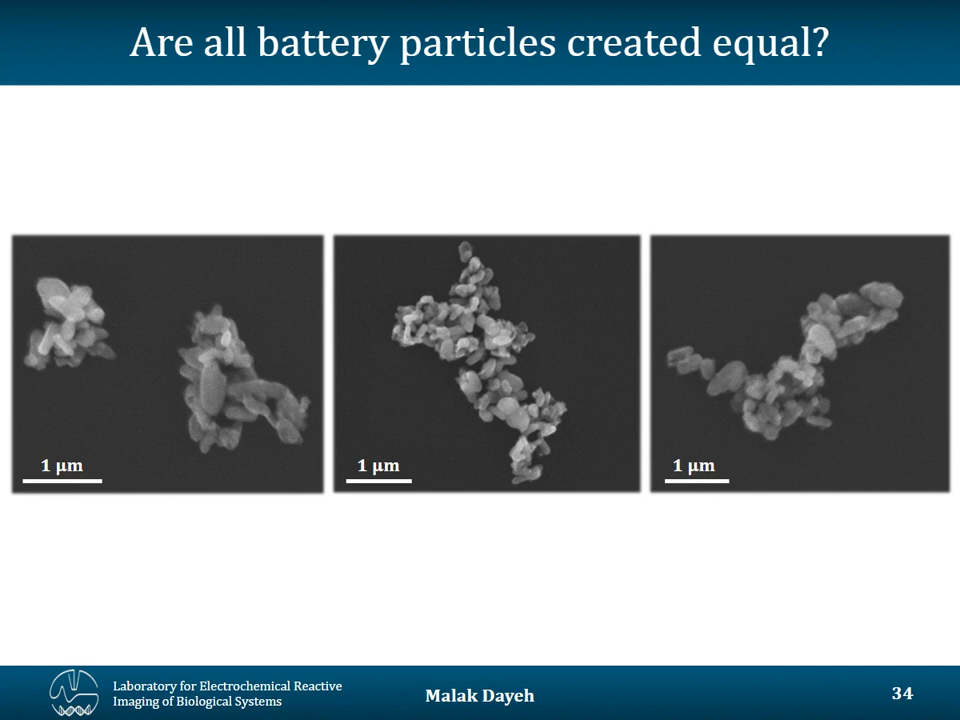 Are all battery particles created equal?
1 μm
1 μm
1 μm
Laboratory for Electrochemical Reactive
Imaging of Biological Systems
Malak Dayeh
34